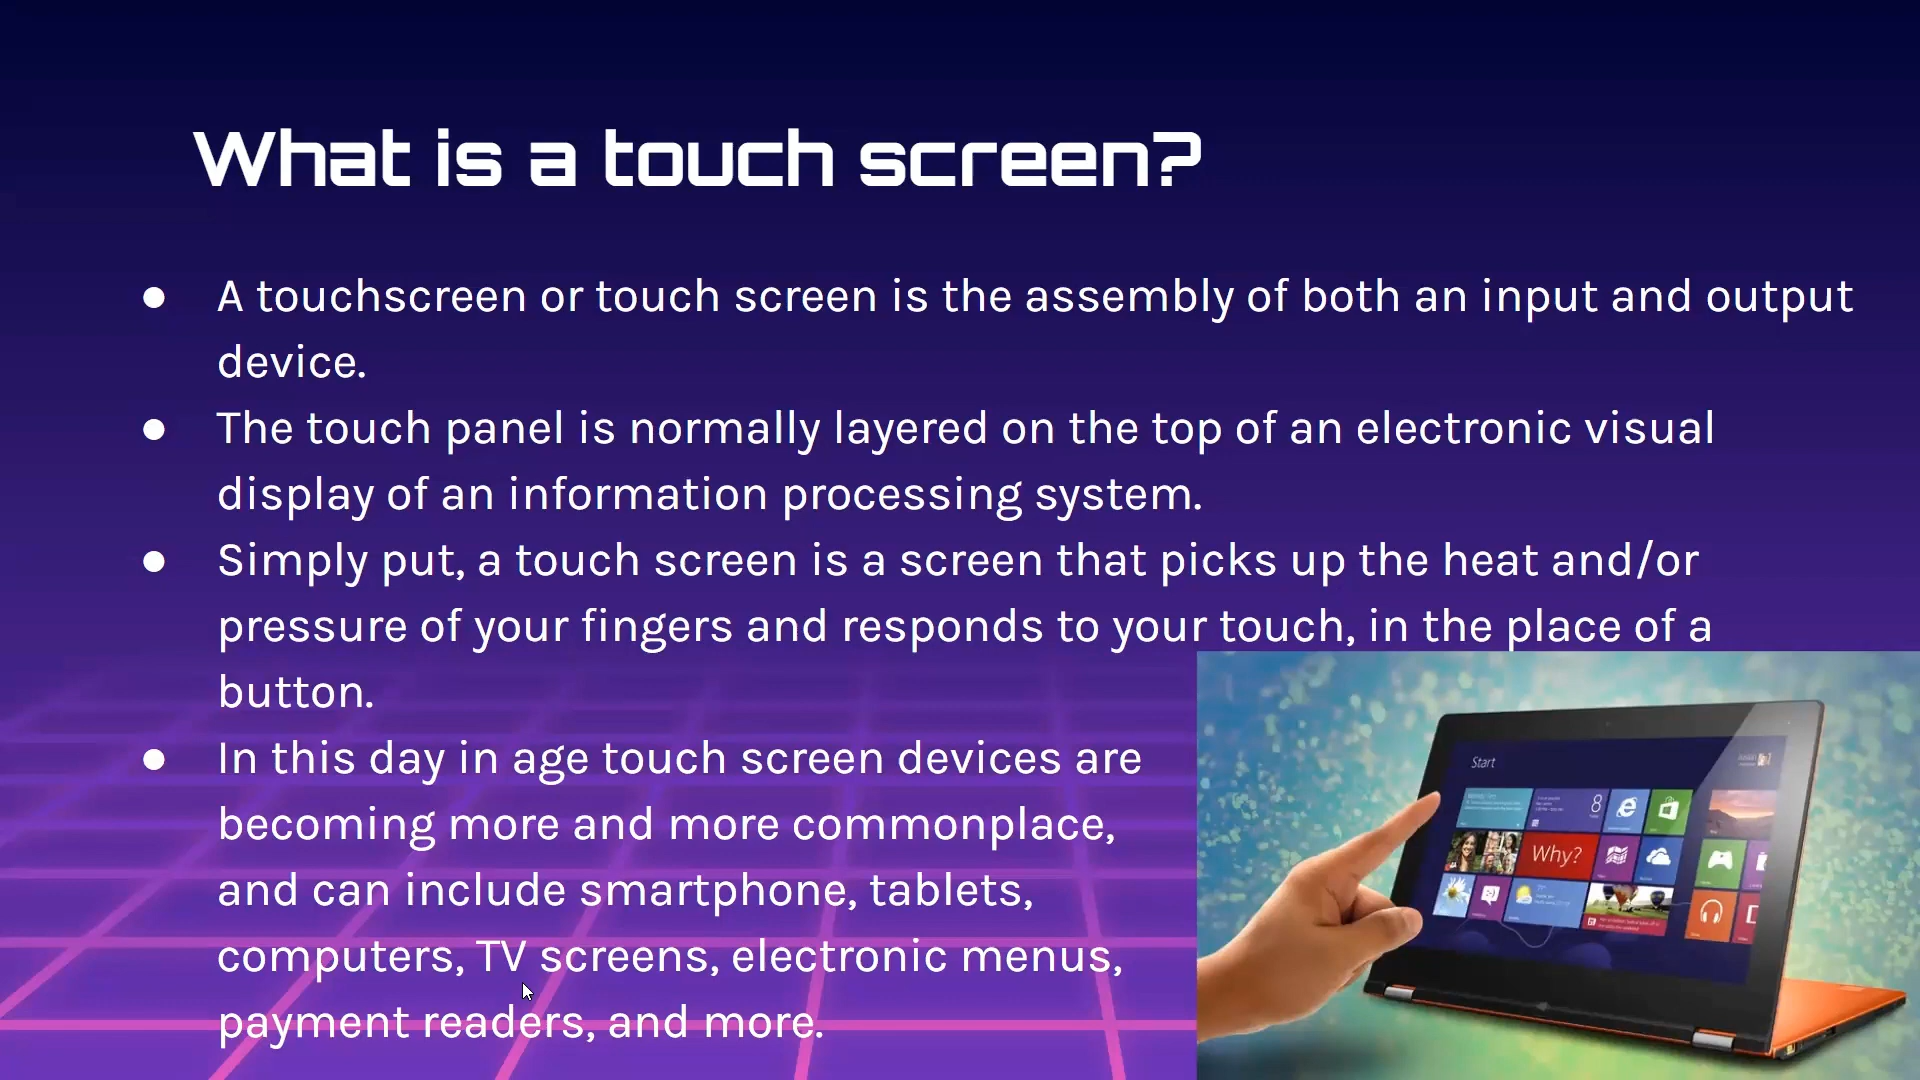 What is a touch screen?
● A touchscreen or touch screen is the assembly of both an input and output
device.
● The touch panel is normally layered on the top of an electronic visual
display of an information processing system.
● Simply put, a touch screen is a screen that picks up the heat and/or
pressure of your fingers and responds to your touch, in the place of a
button.
● In this day in age touch screen devices are
becoming more and more commonplace,
and can include smartphone, tablets,
computers, TV screens, electronic menus,
payment readers, and more.
Start
8
Why?